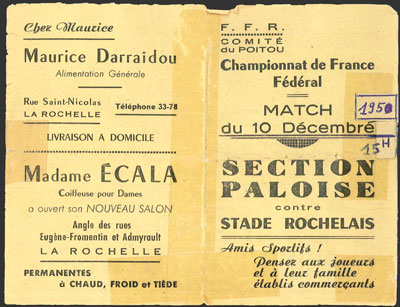 Chez Maurice
Maurice Darraïdou
Alimentation Générale
Rue Saint-Nicolas
LA ROCHELLE
Téléphone 33-78
LIVRAISON A DOMICILE
Madame ÉCALA
Coiffeuse pour Dames
a ouvert son NOUVEAU SALON
Angle des rues
Eugène-Fromentin et Admyrault
LA ROCHELLE
PERMANENTES
à CHAUD, FROID et TIÈDE
F. F. R.
COMITÉ
DU POITOU
Championnat de France
Fédéral
MATCH
du 10 Décembre
1950
15H
SECTION
PALOISE
contre
STADE ROCHELAIS
Amis Sportifs !
Pensez aux joueurs
et à leur famille
établis commerçants